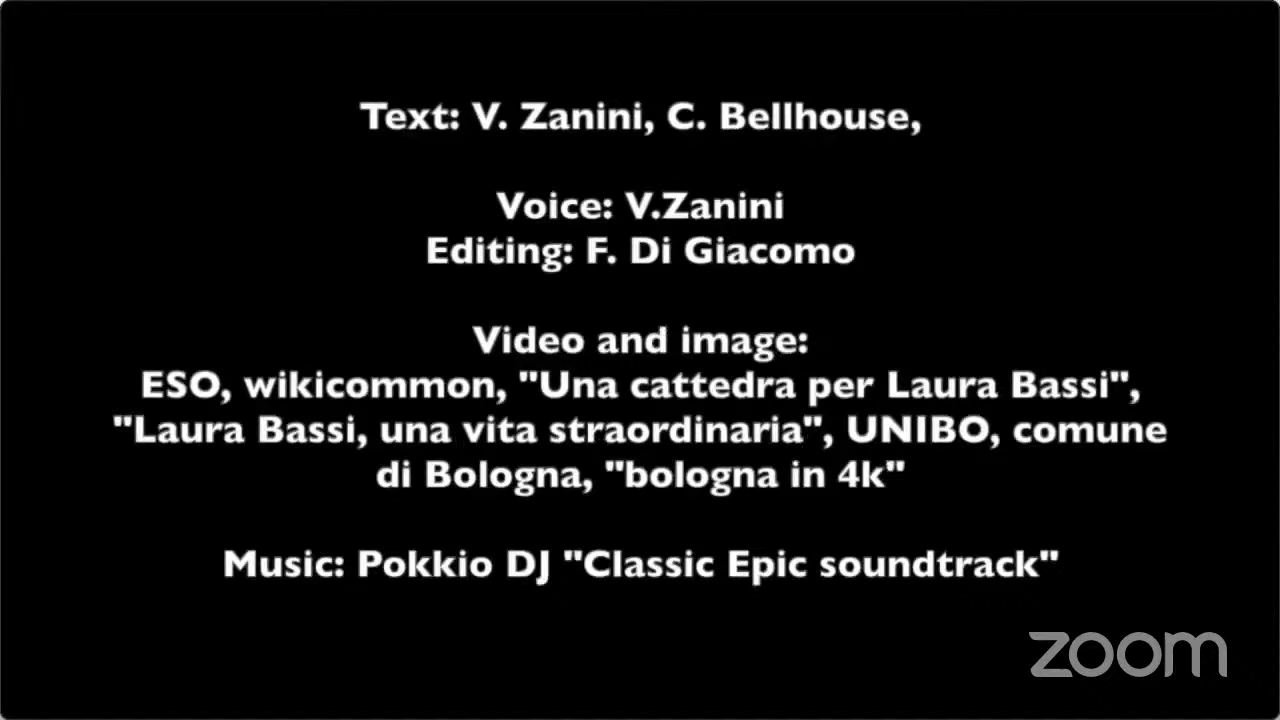 Text: V. Zanini, C. Bellhouse,
Voice: V.Zanini
Editing: F. Di Giacomo
Video and image:
ESO, wikicommon, "Una cattedra per Laura Bassi",
"Laura Bassi, una vita straordinaria", UNIBO, comune
di Bologna, "bologna in 4k"
Music: Pokkio DJ "Classic Epic soundtrack"
zoom